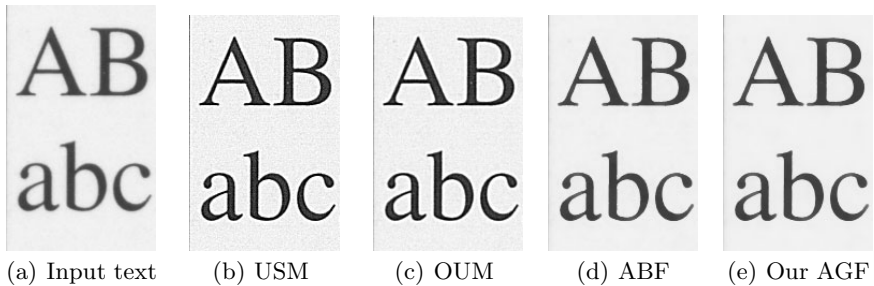 AB AB AB AB AB
abc abc abc abc abc
(a) Input text (b) USM (c) OUM (d) ABF (e) Our AGF